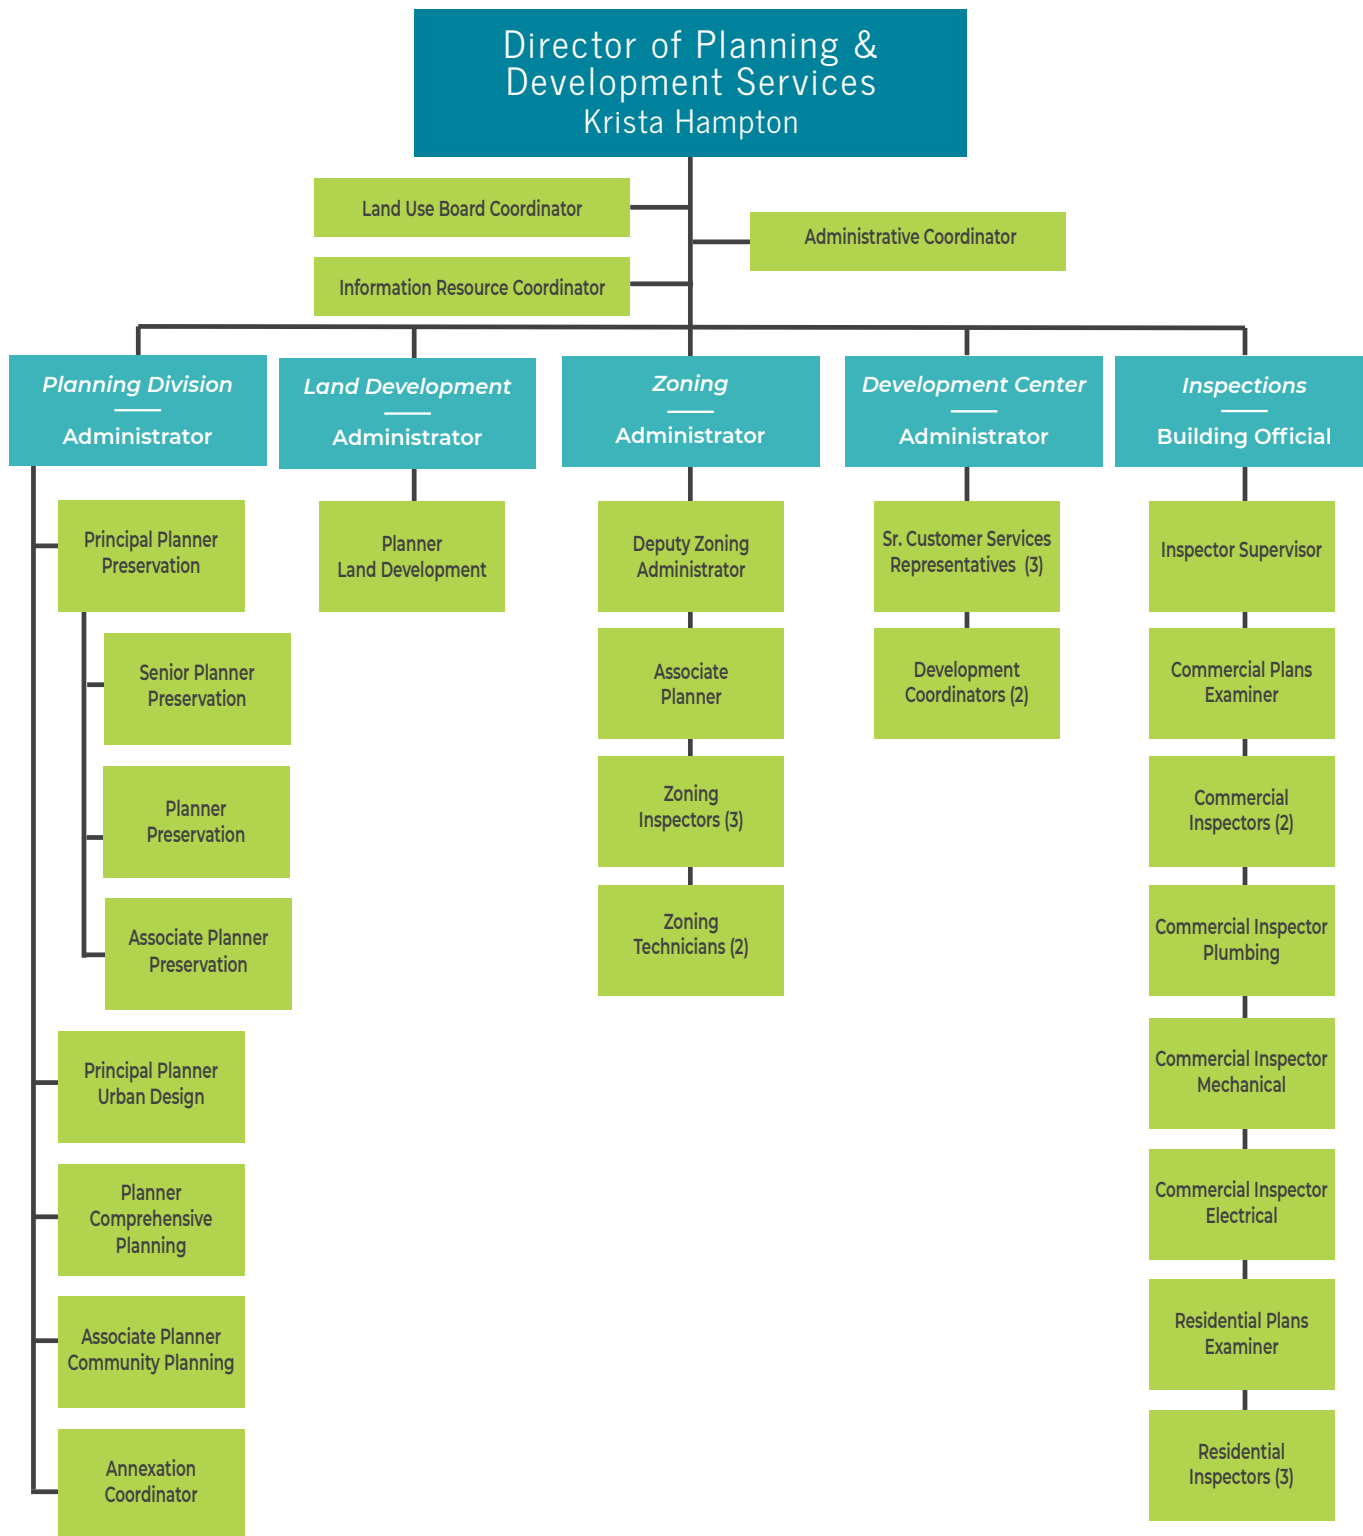 Director of Planning &
Development Services
Krista Hampton
Land Use Board Coordinator
Administrative Coordinator
Information Resource Coordinator
Planning Division
Administrator
Land Development
Administrator
Zoning
Administrator
Development Center
Administrator
Inspections
Building Official
Principal Planner
Preservation
Senior Planner
Preservation
Planner
Preservation
Associate Planner
Preservation
Principal Planner
Urban Design
Planner
Comprehensive
Planning
Associate Planner
Community Planning
Annexation
Coordinator
Planner
Land Development
Deputy Zoning
Administrator
Associate
Planner
Zoning
Inspectors (3)
Zoning
Technicians (2)
Sr. Customer Services
Representatives (3)
Development
Coordinators (2)
Inspector Supervisor
Commercial Plans
Examiner
Commercial
Inspectors (2)
Commercial Inspector
Plumbing
Commercial Inspector
Mechanical
Commercial Inspector
Electrical
Residential Plans
Examiner
Residential
Inspectors (3)